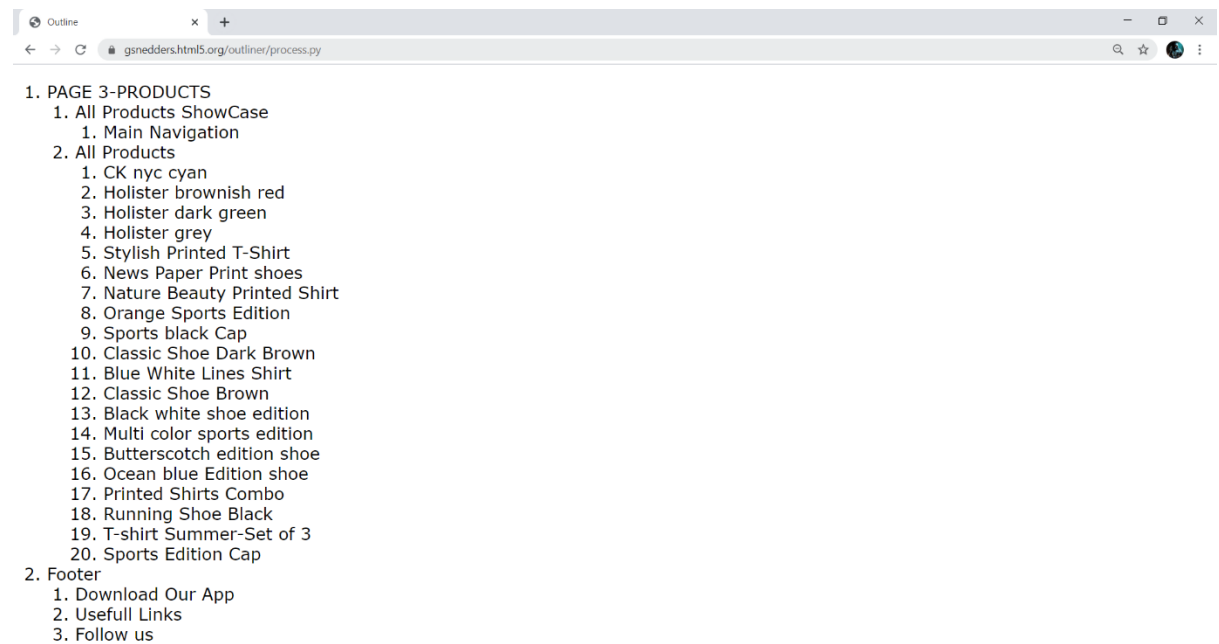 Outline
gsnedders.html5.org/outliner/process.py
1. PAGE 3-PRODUCTS
1. All Products ShowCase
1. Main Navigation
2. All Products
1. CK nyc cyan
2. Holister brownish red
3. Holister dark green
4. Holister grey
5. Stylish Printed T-Shirt
6. News Paper Print shoes
7. Nature Beauty Printed Shirt
8. Orange Sports Edition
9. Sports black Cap
10. Classic Shoe Dark Brown
11. Blue White Lines Shirt
12. Classic Shoe Brown
13. Black white shoe edition
14. Multi color sports edition
15. Butterscotch edition shoe
16. Ocean blue Edition shoe
17. Printed Shirts Combo
18. Running Shoe Black
19. T-shirt Summer-Set of 3
20. Sports Edition Cap
2. Footer
1. Download Our App
2. Usefull Links
3. Follow us